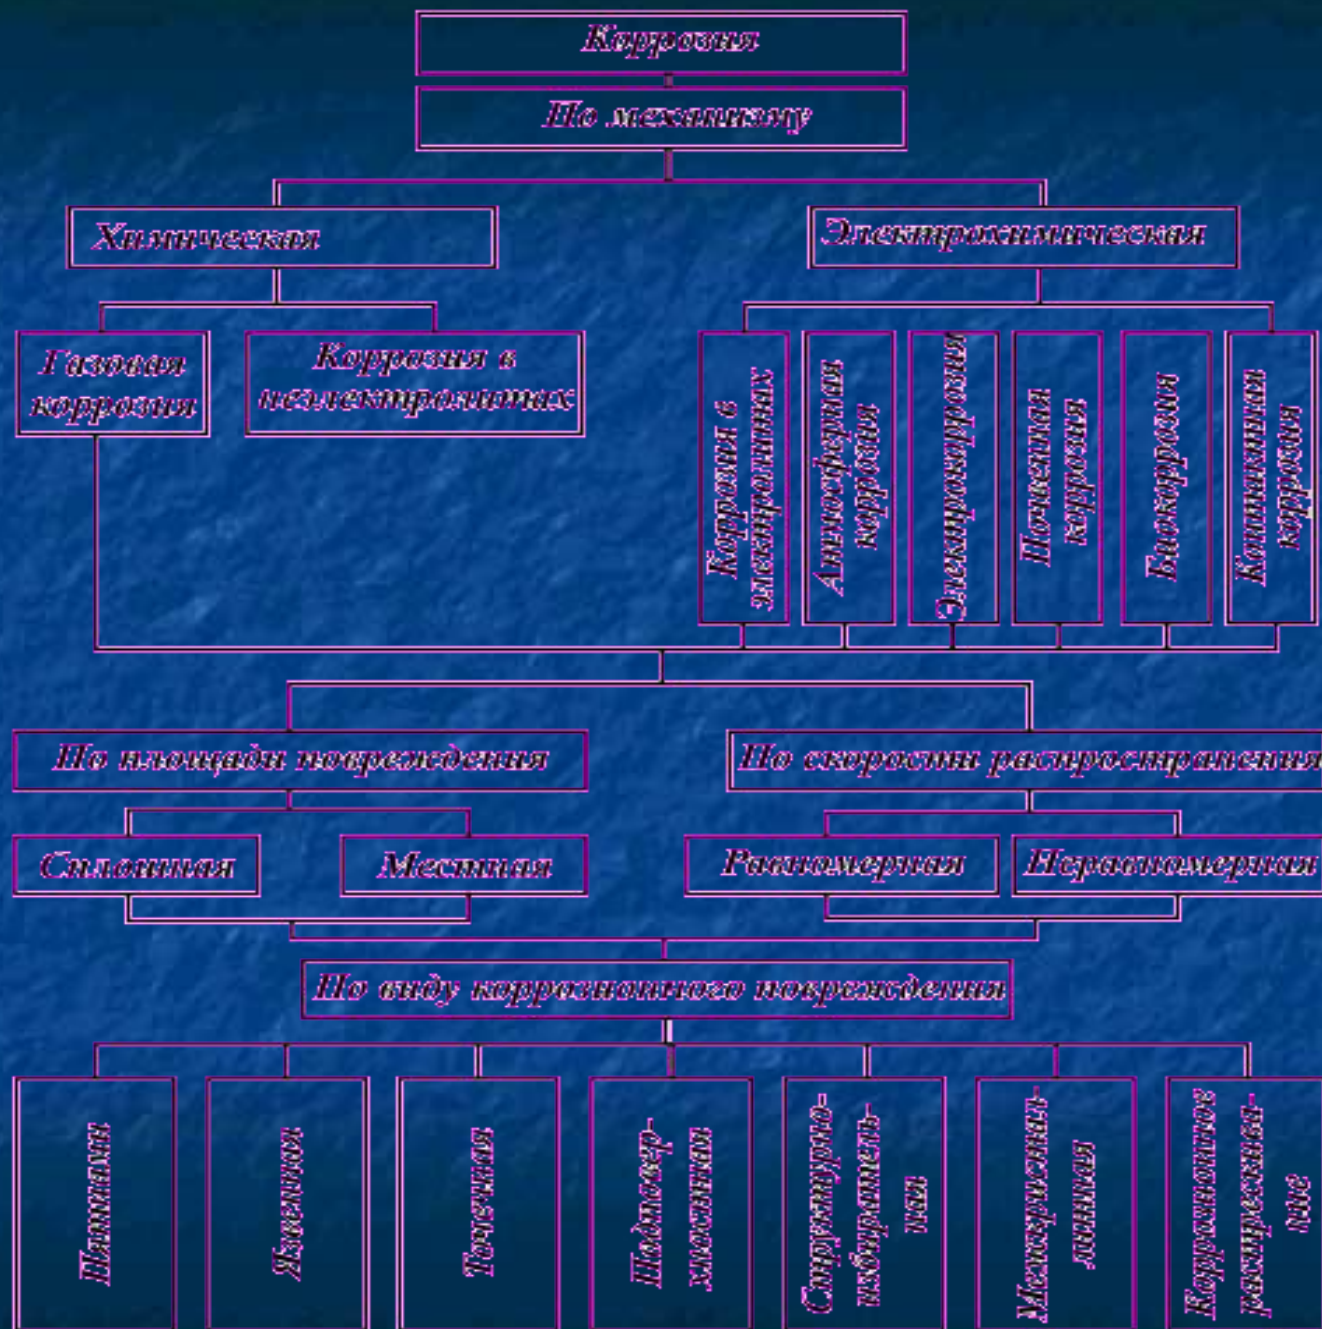 Коррозия
По механизму
Химическая
Электрохимическая
Газовая
коррозия
Коррозия в
неэлектролитах
Коррозия в
электролитах
Атмосферная
коррозия
Электрокоррозия
Почвенная
коррозия
Биокоррозия
Контактная
коррозия
По площади повреждения
По скорости распространения
Сплошная
Местная
Равномерная
Неравномерная
По виду коррозионного повреждения
Пятнами
Язвенная
Точечная
Подповер-
хностная
Структурно-
избиратель-
ная
Межкристал-
литная
Коррозионное
растрескива-
ние